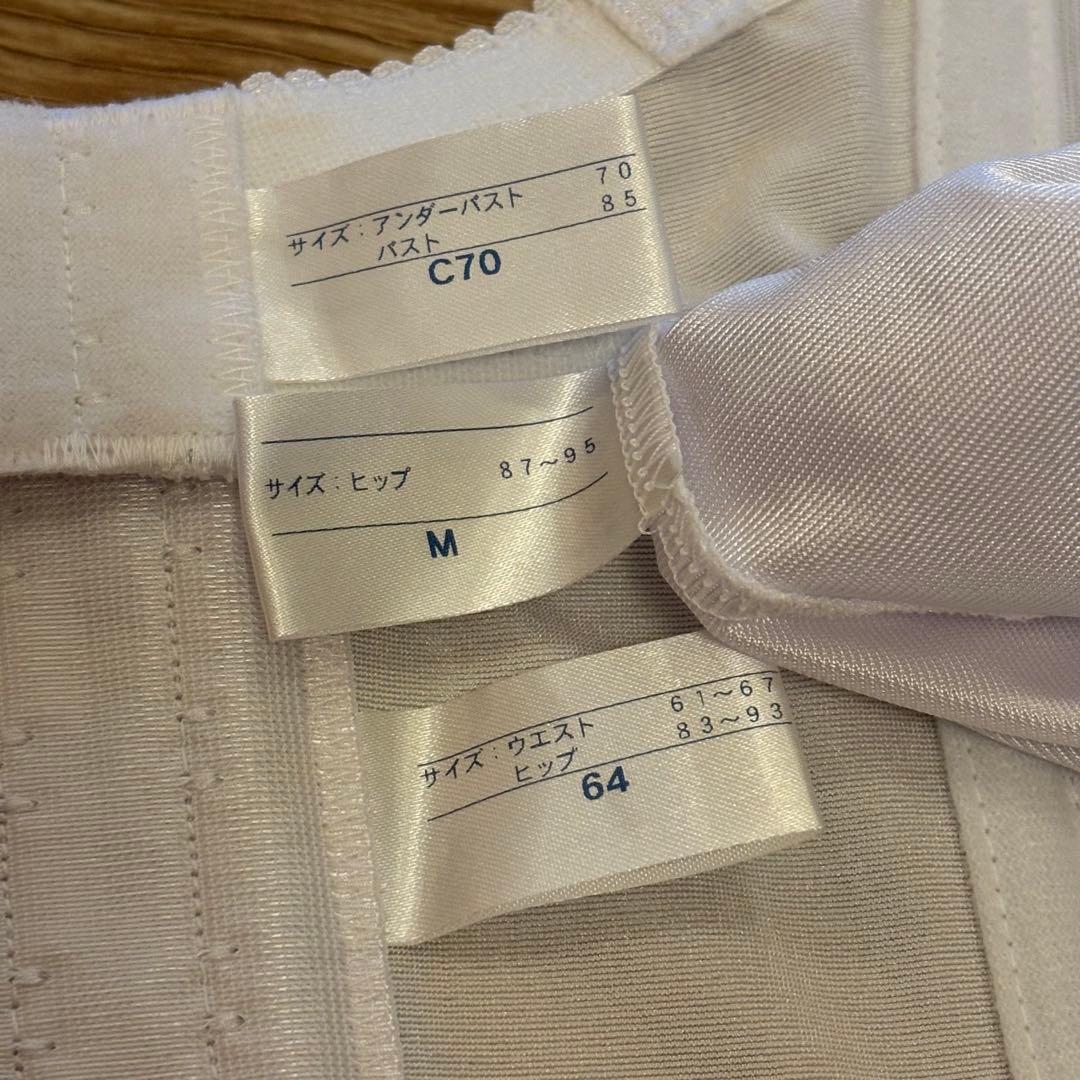 サイズ：アンダーバスト 70
バスト 85
C70
サイズ：ヒップ 87～95
M
サイズ：ウエスト 61～67
ヒップ 83～93
64